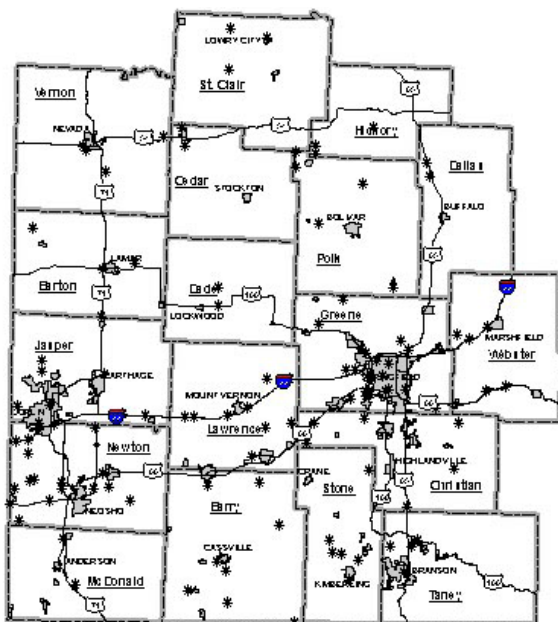 LOWRY CITY
St. Clair
Vernon
NEVADA
Hickory
Cedar
STOCKTON
Dallas
BUFFALO
BOLIVAR
Polk
LAMAR
Barton
Dade
LOCKWOOD
Greene
MARSHFIELD
Webster
Jasper
CARTHAGE
MOUNT VERNON
Lawrence
Newton
HIGHLANDVILLE
Christian
CRANE
Stone
NEOSHO
Barry
CASSVILLE
ANDERSON
McDonald
KIMBERLING
BRANSON
Taney